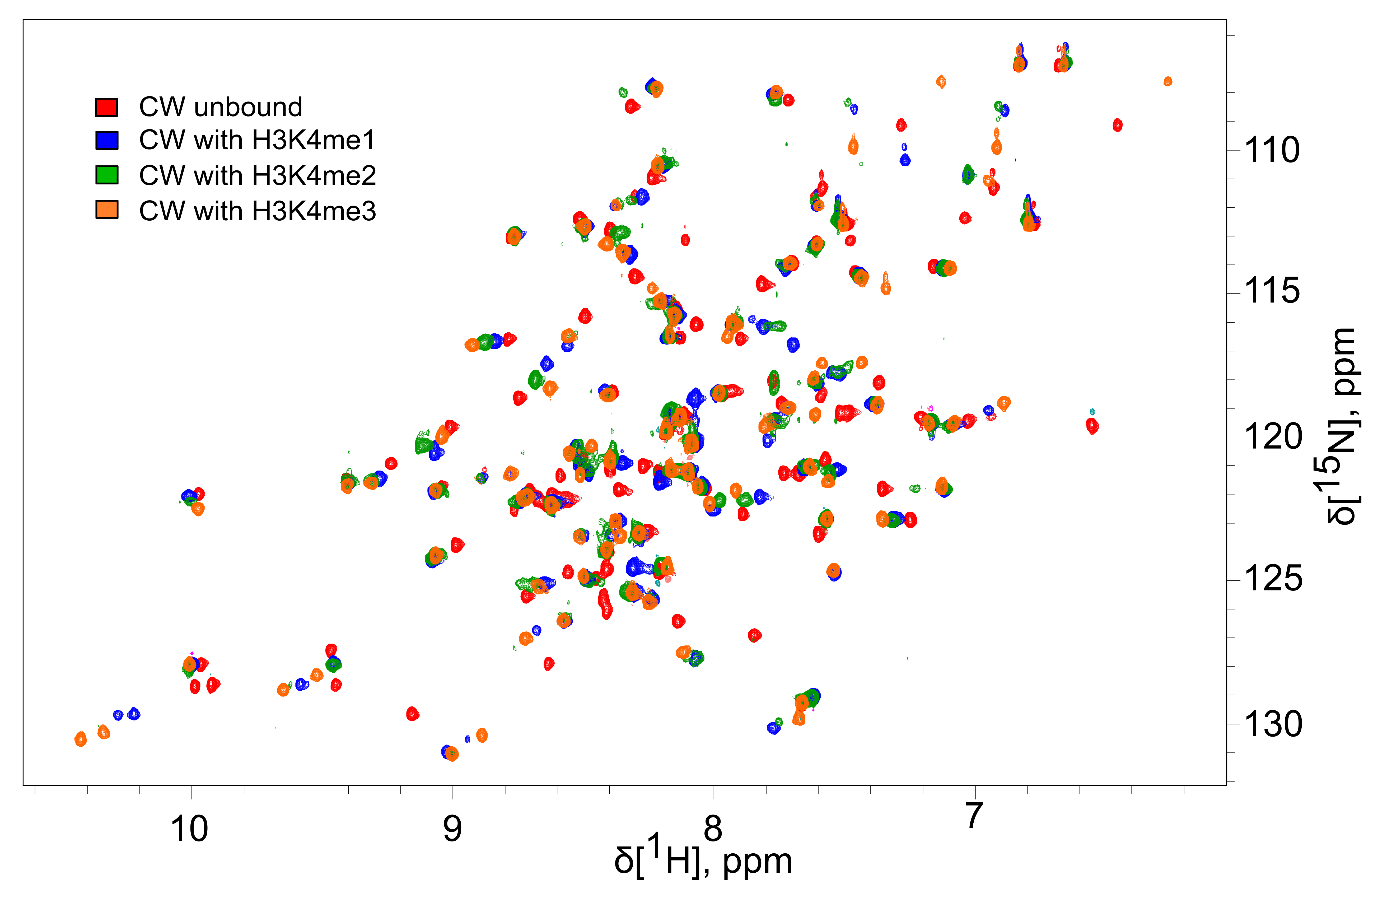 CW unbound
CW with H3K4me1
CW with H3K4me2
CW with H3K4me3
110
115
120
125
130
δ[15N], ppm
10
9
8
7
δ[1H], ppm